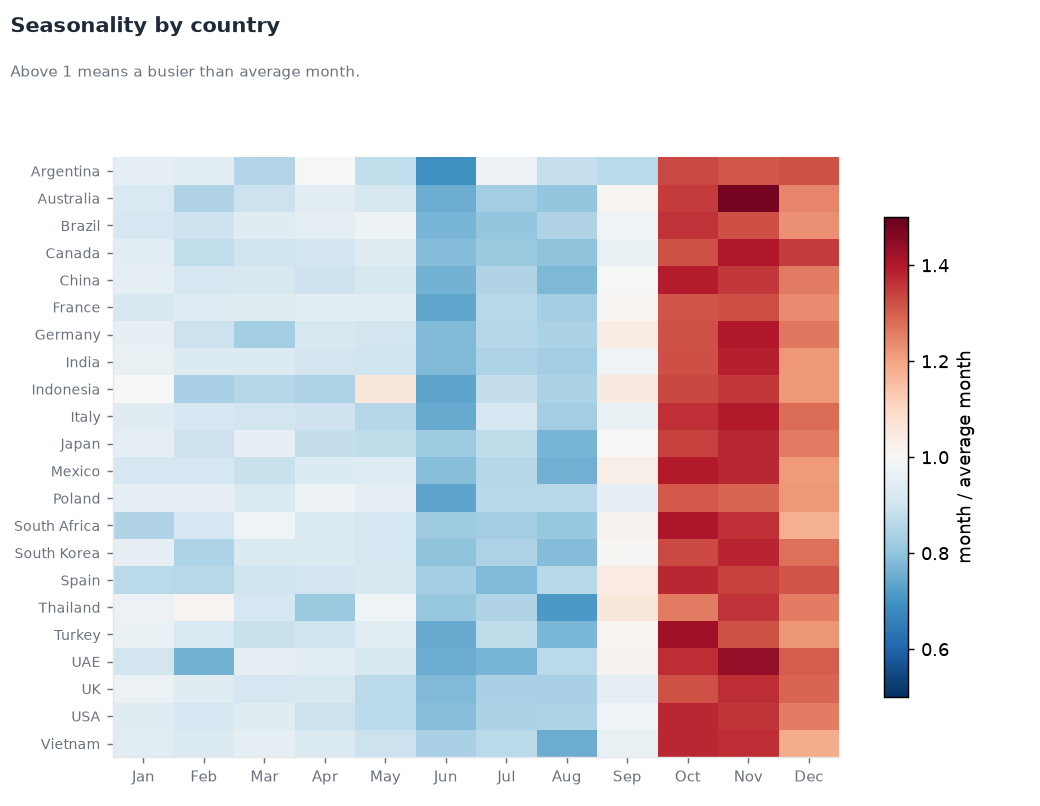 Seasonality by country
Above 1 means a busier than average month.
Argentina
Australia
Brazil
Canada
China
France
Germany
India
Indonesia
Italy
Japan
Mexico
Poland
South Africa
South Korea
Spain
Thailand
Turkey
UAE
UK
USA
Vietnam
Jan Feb Mar Apr May Jun Jul Aug Sep Oct Nov Dec
1.4
1.2
1.0
0.8
0.6
month / average month